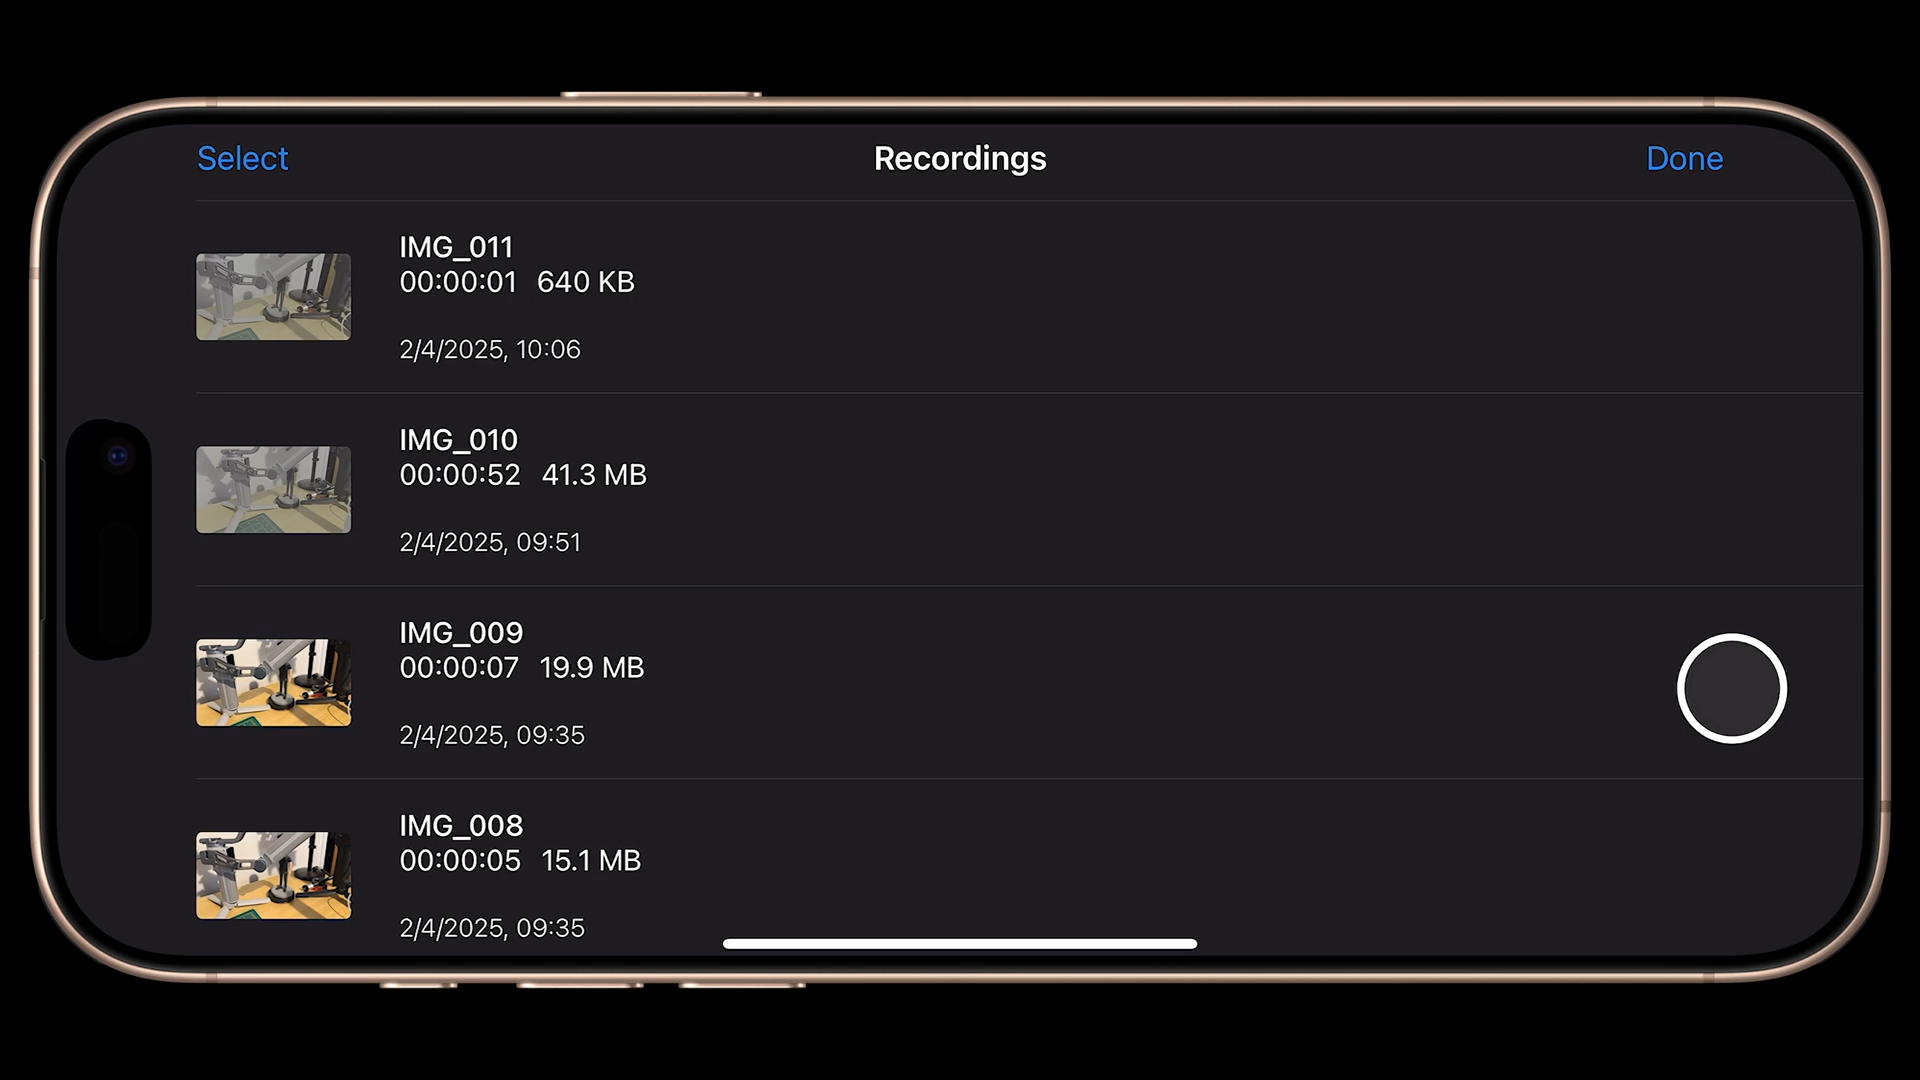 Select
Recordings
Done
IMG_011
00:00:01 640 KB
2/4/2025, 10:06
IMG_010
00:00:52 41.3 MB
2/4/2025, 09:51
IMG_009
00:00:07 19.9 MB
2/4/2025, 09:35
IMG_008
00:00:05 15.1 MB
2/4/2025, 09:35